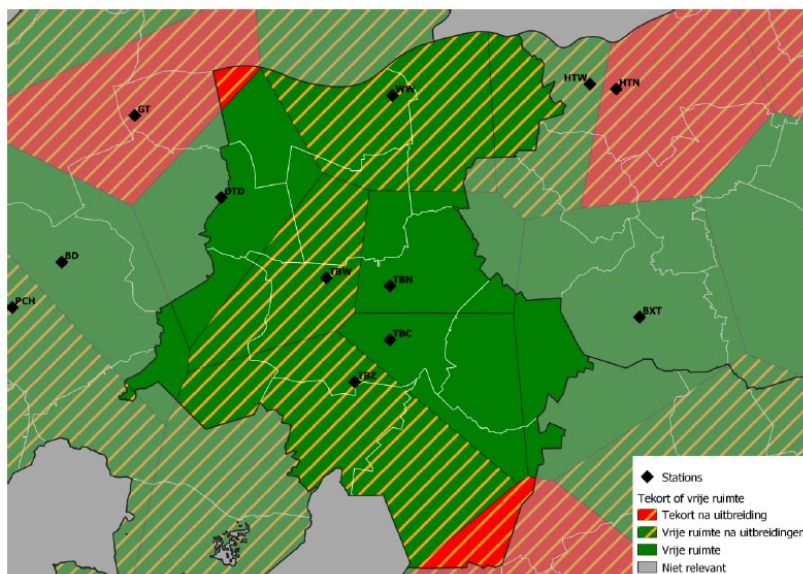 HTW
HTN
WW
GT
OTD
BD
TBW
TBN
PCH
BXT
TBC
TBZ
Stations
Tekort of vrije ruimte
Tekort na uitbreiding
Vrije ruimte na uitbreidingen
Vrije ruimte
Niet relevant